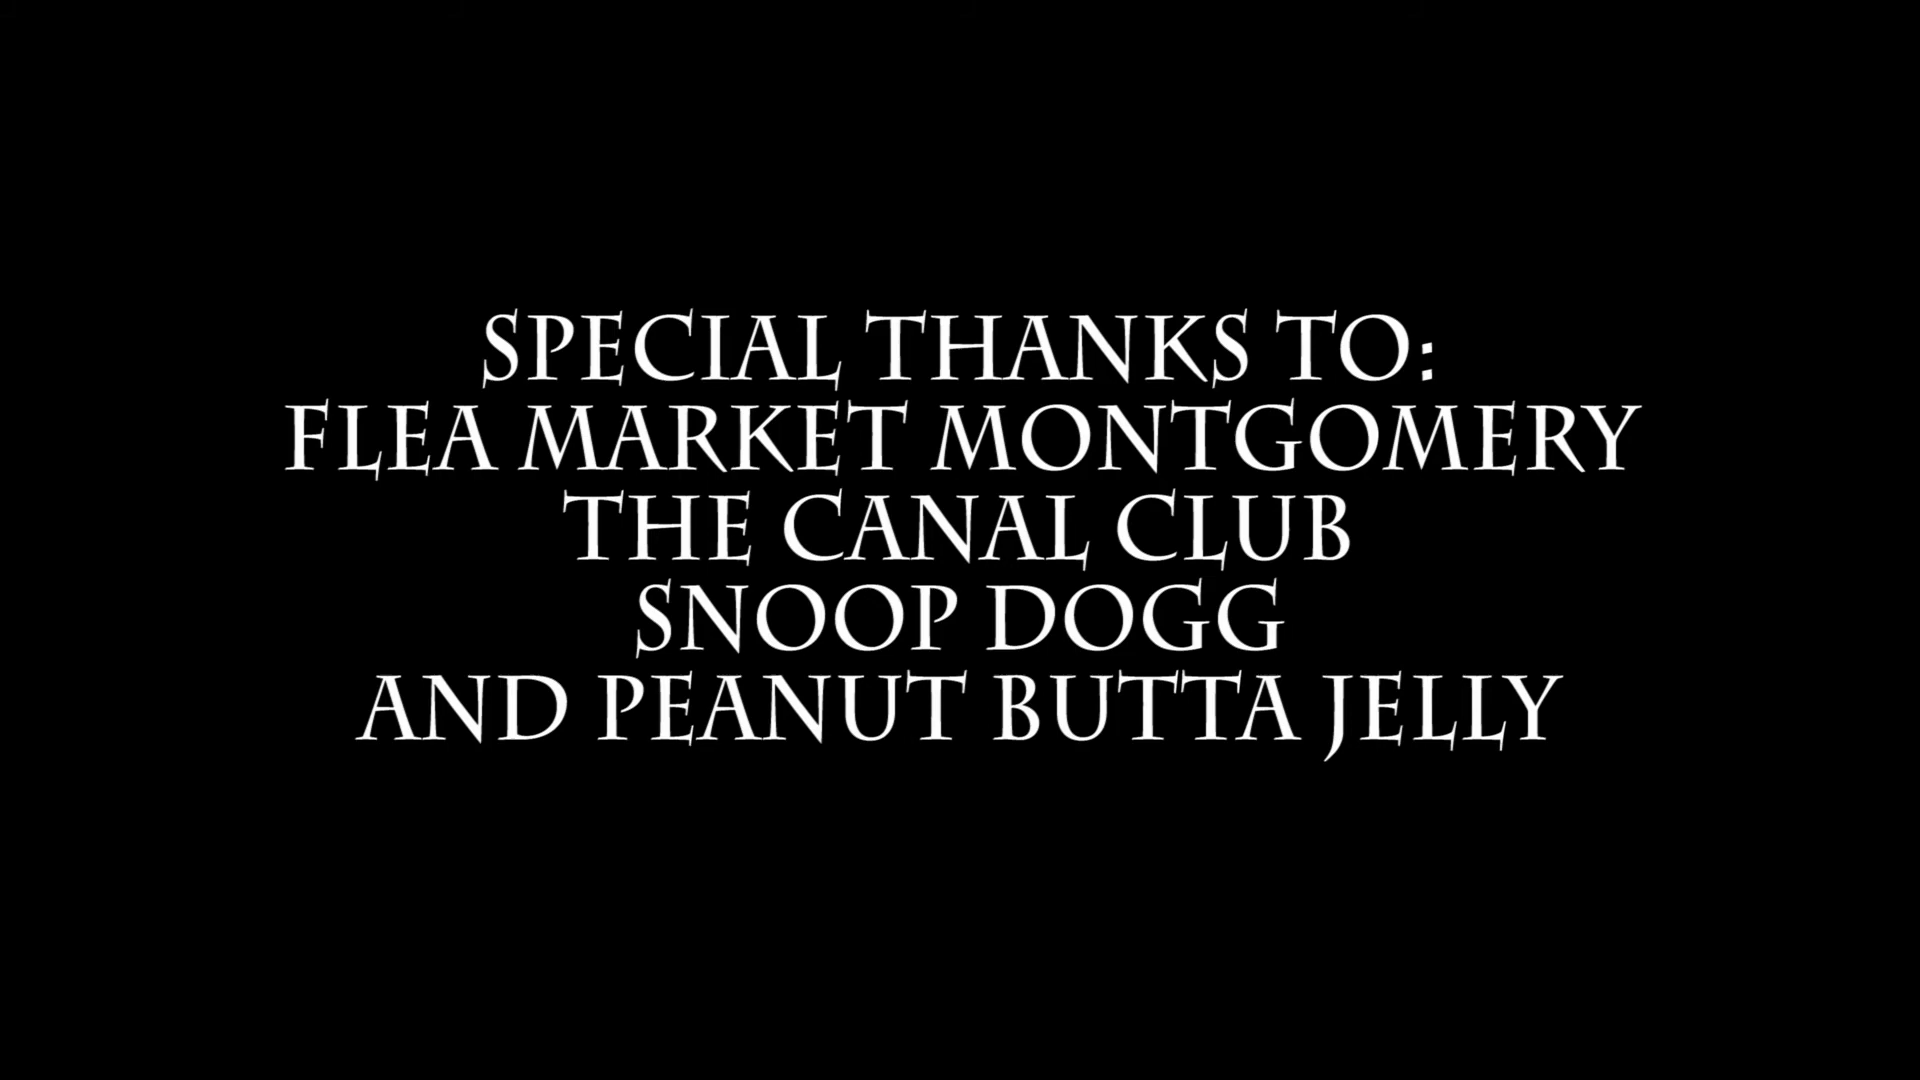 SPECIAL THANKS TO:
FLEA MARKET MONTGOMERY
THE CANAL CLUB
SNOOP DOGG
AND PEANUT BUTTA JELLY